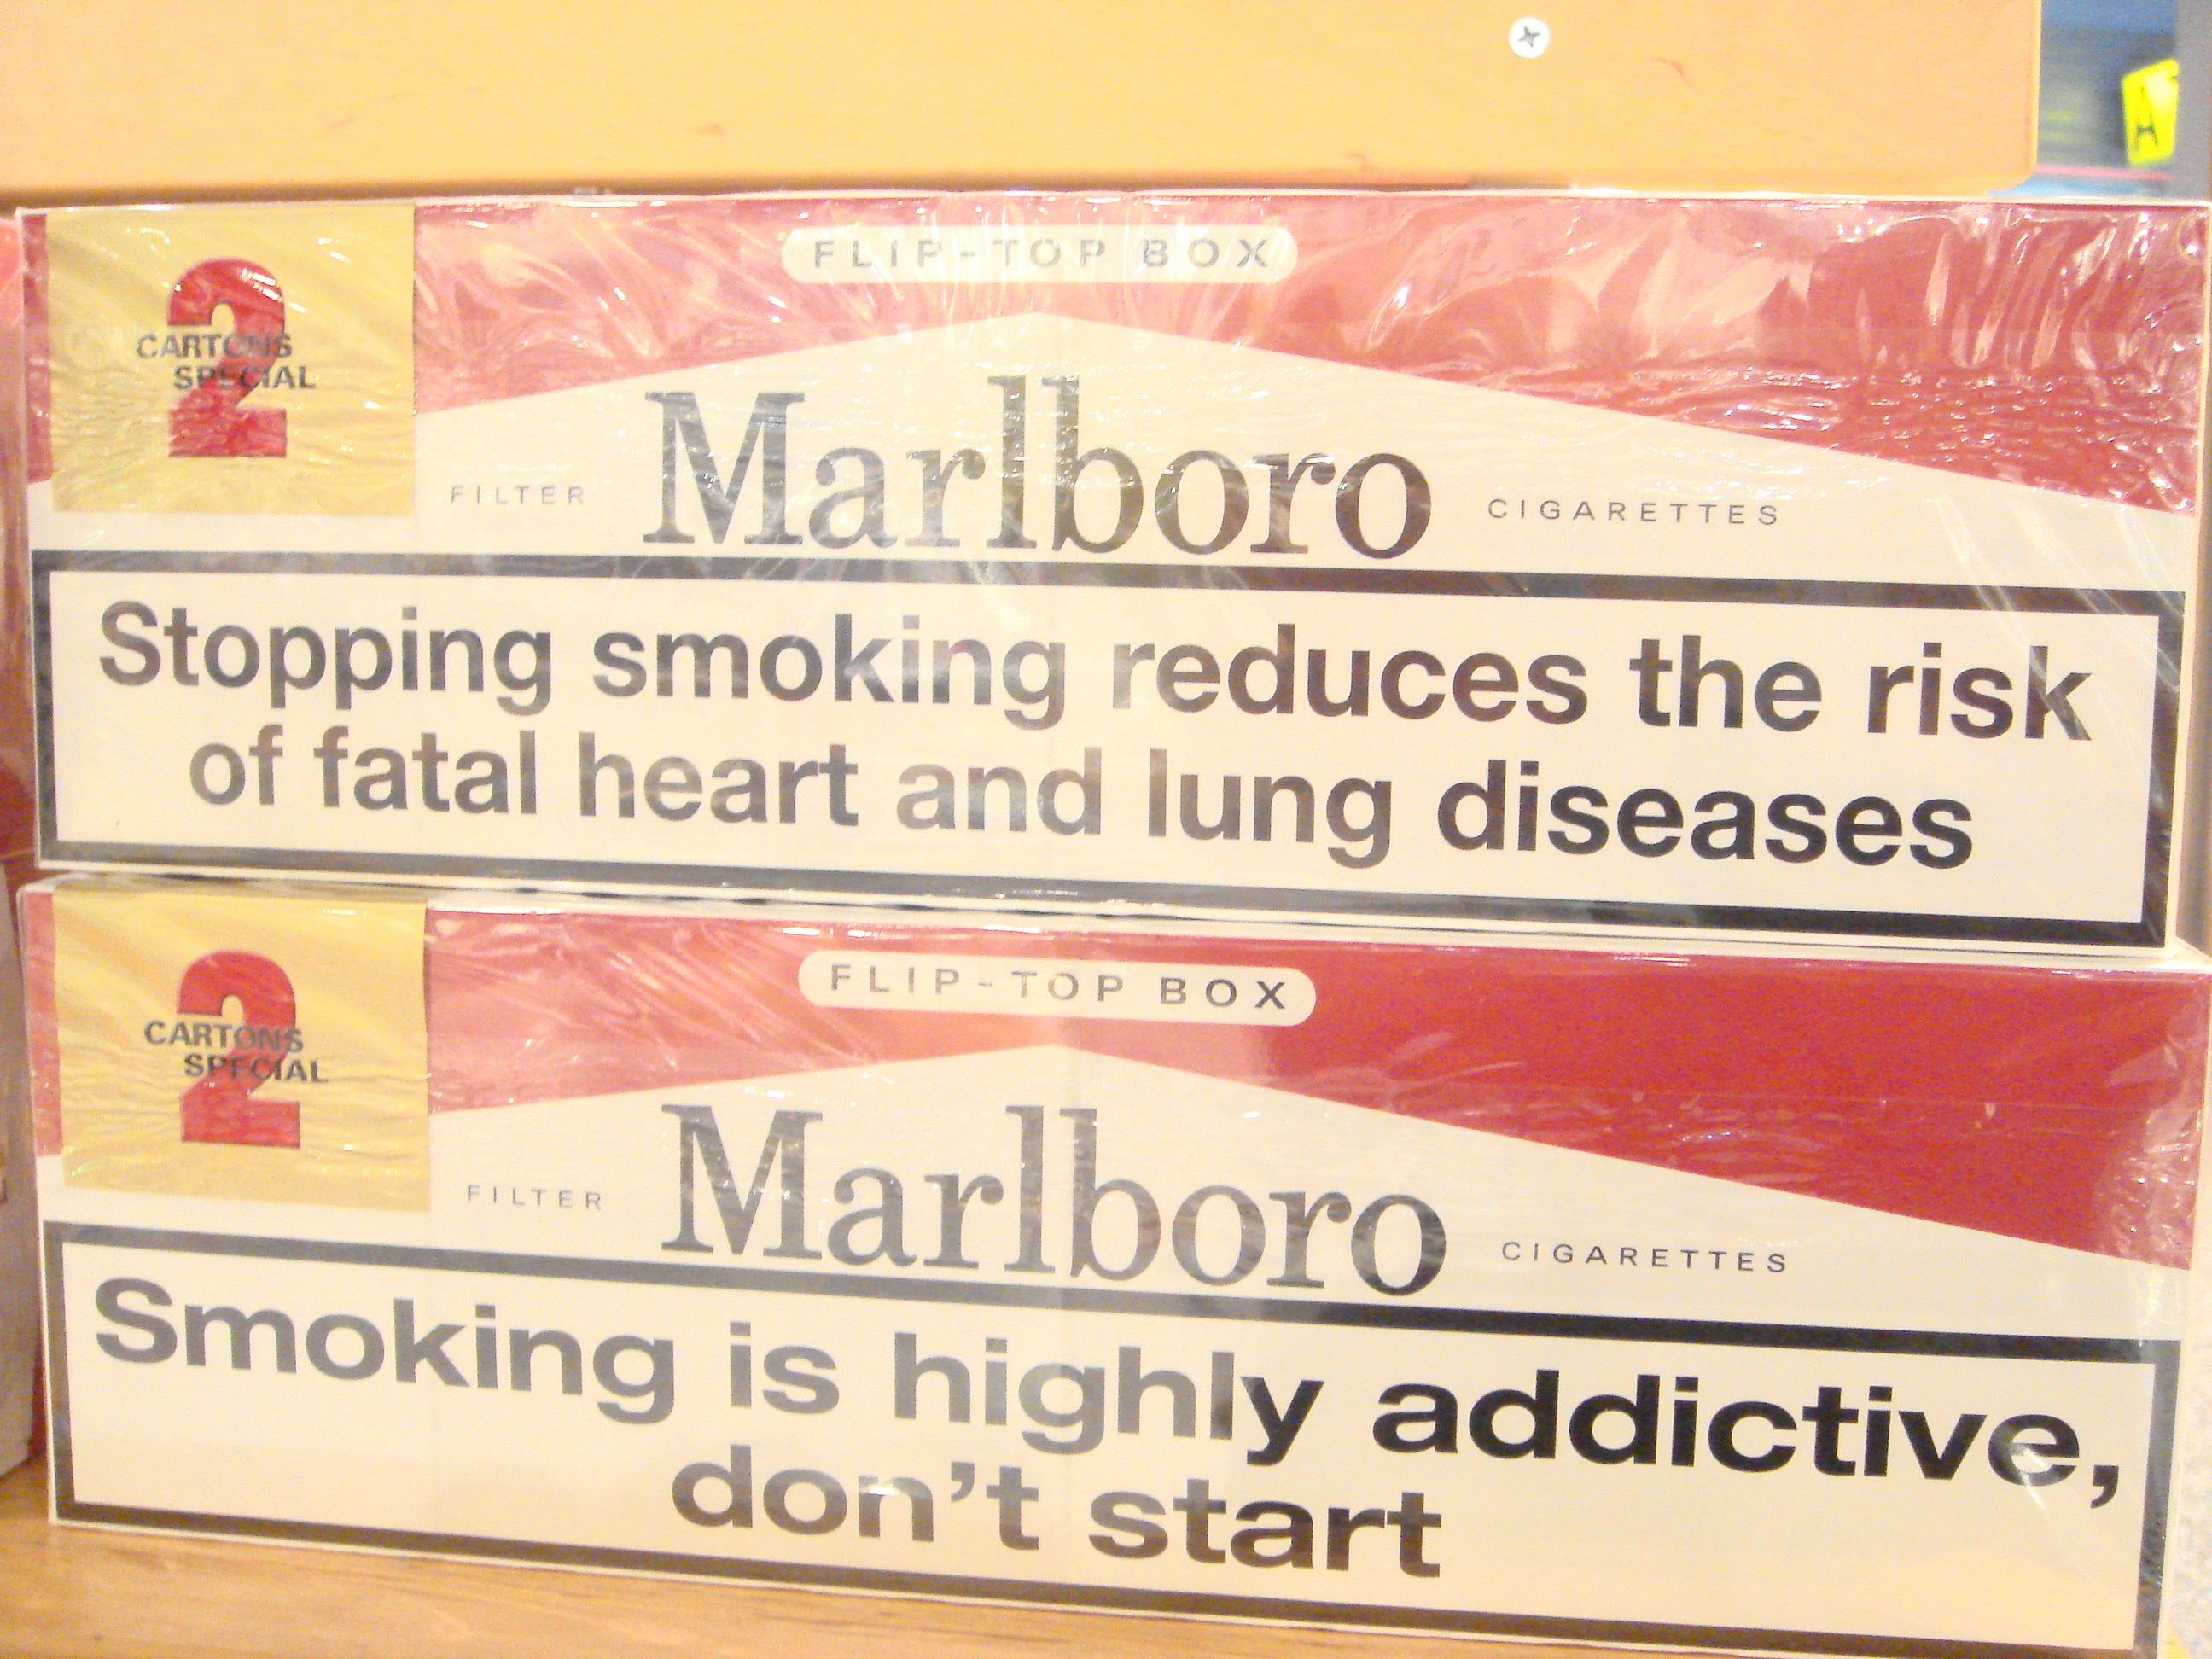 FLIP-TOP BOX
2
CARTONS
SPECIAL
FILTER Marlboro CIGARETTES
Stopping smoking reduces the risk
of fatal heart and lung diseases
FLIP-TOP BOX
2
CARTONS
SPECIAL
FILTER Marlboro CIGARETTES
Smoking is highly addictive,
don't start
A